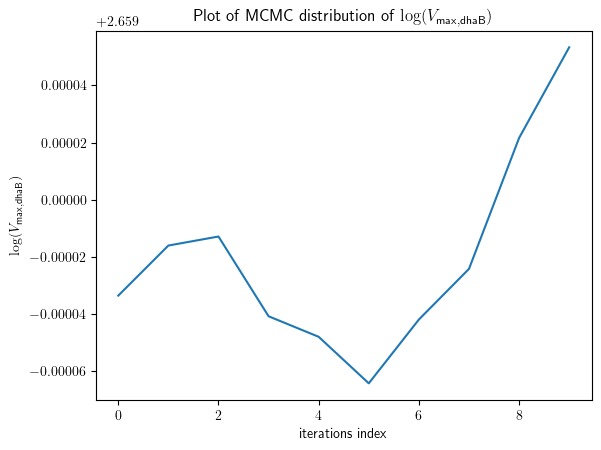 Plot of MCMC distribution of log(V_max,dhaB)
+2.659
0.00004
0.00002
0.00000
−0.00002
−0.00004
−0.00006
log(V_max,dhaB)
0 2 4 6 8
iterations index